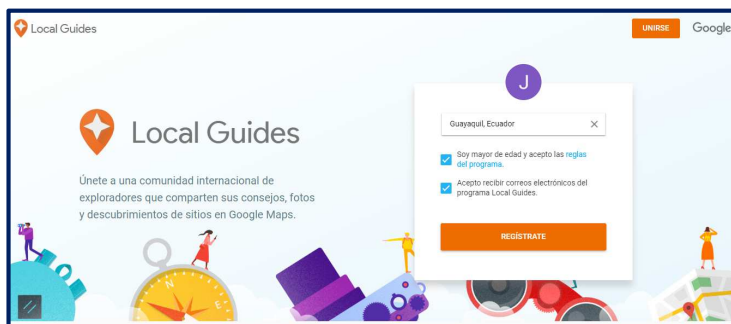 Local Guides
UNIRSE
Google
J
Local Guides
Guayaquil, Ecuador
Soy mayor de edad y acepto las reglas
del programa.
Únete a una comunidad internacional de
exploradores que comparten sus consejos, fotos
y descubrimientos de sitios en Google Maps.
Acepto recibir correos electrónicos del
programa Local Guides.
REGÍSTRATE
N
E